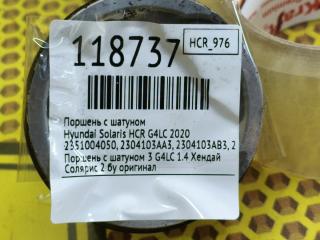 118737
HCR_976
Поршень с шатуном
Hyundai Solaris HCR G4LC 2020
2351004050, 2304103AA3, 2304103AB3, 2
Поршень с шатуном 3 G4LC 1.4 Хендай
Солярис 2 бу оригинал